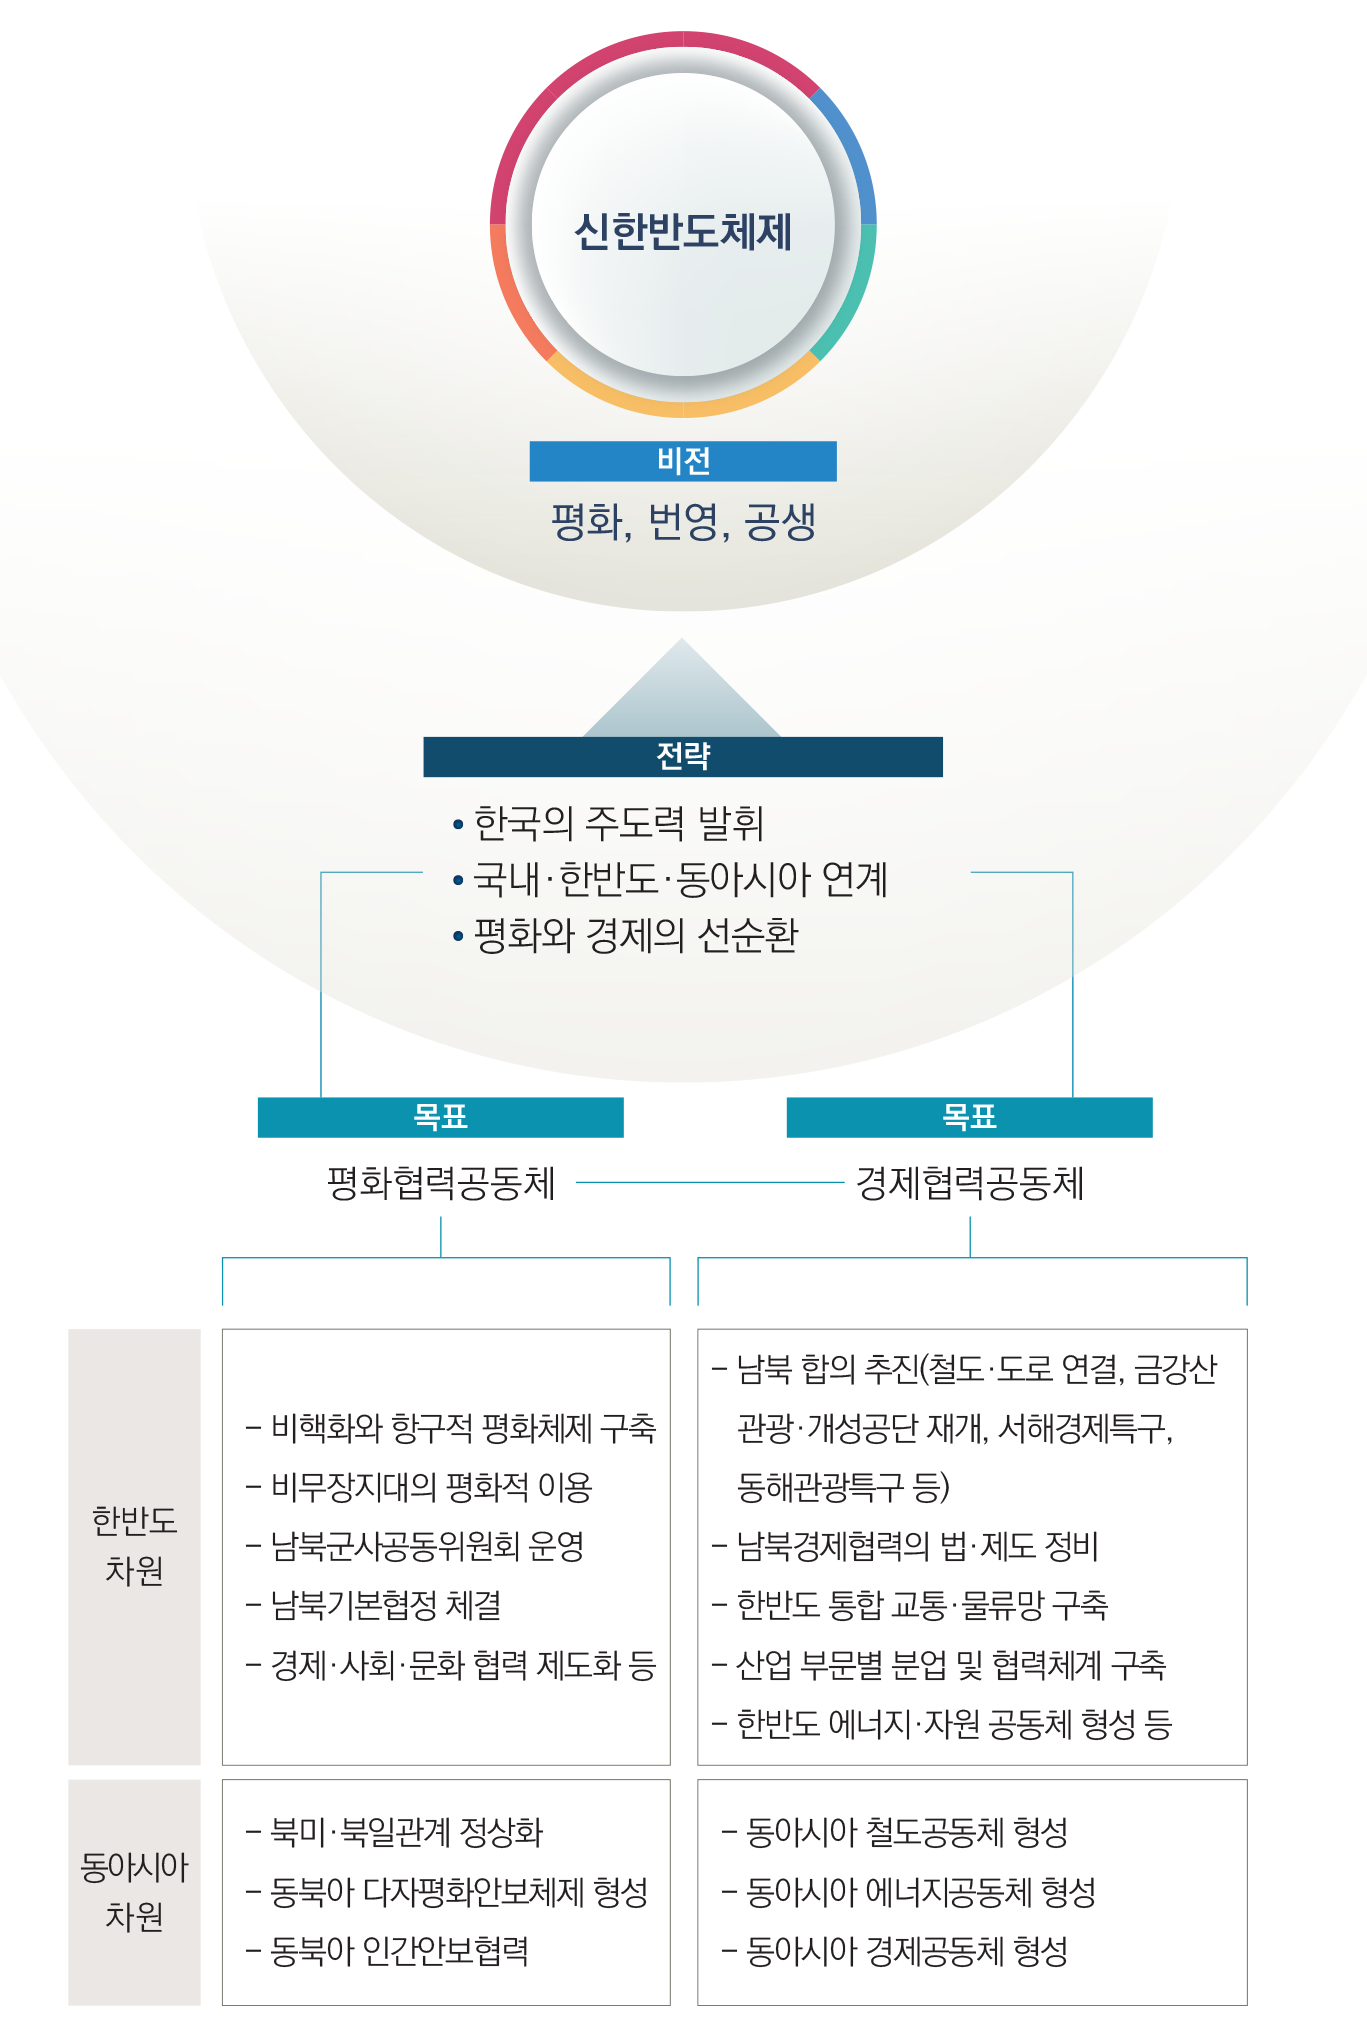 신한반도체제
비전
평화, 번영, 공생
전략
• 한국의 주도력 발휘
• 국내·한반도·동아시아 연계
• 평화와 경제의 선순환
목표
평화협력공동체
목표
경제협력공동체
한반도
차원
– 비핵화와 항구적 평화체제 구축
– 비무장지대의 평화적 이용
– 남북군사공동위원회 운영
– 남북기본협정 체결
– 경제·사회·문화 협력 제도화 등
– 남북 합의 추진(철도·도로 연결, 금강산
관광·개성공단 재개, 서해경제특구,
동해관광특구 등)
– 남북경제협력의 법·제도 정비
– 한반도 통합 교통·물류망 구축
– 산업 부문별 분업 및 협력체계 구축
– 한반도 에너지·자원 공동체 형성 등
동아시아
차원
– 북미·북일관계 정상화
– 동북아 다자평화안보체제 형성
– 동북아 인간안보협력
– 동아시아 철도공동체 형성
– 동아시아 에너지공동체 형성
– 동아시아 경제공동체 형성